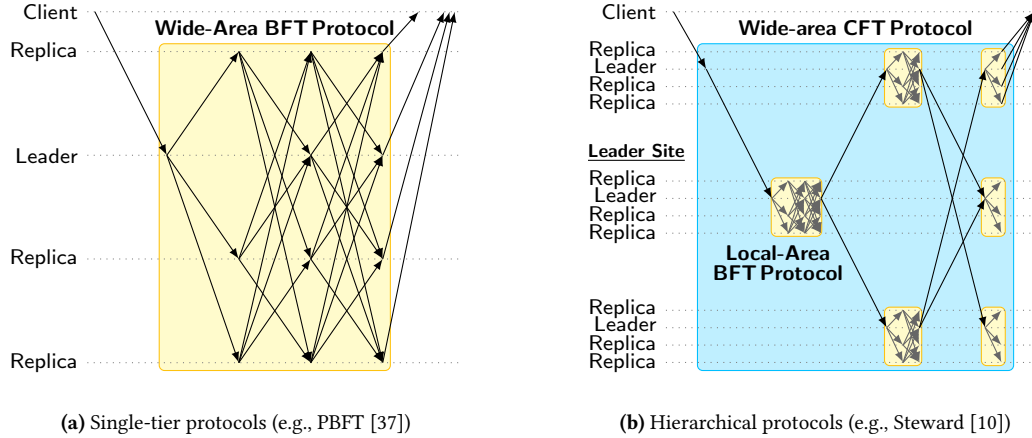 Client
Wide-Area BFT Protocol
Replica
Leader
Replica
Replica
(a) Single-tier protocols (e.g., PBFT [37])
Client
Wide-area CFT Protocol
Replica
Leader
Replica
Replica
Leader Site
Replica
Leader
Replica
Replica
Local-Area
BFT Protocol
Replica
Leader
Replica
Replica
(b) Hierarchical protocols (e.g., Steward [10])